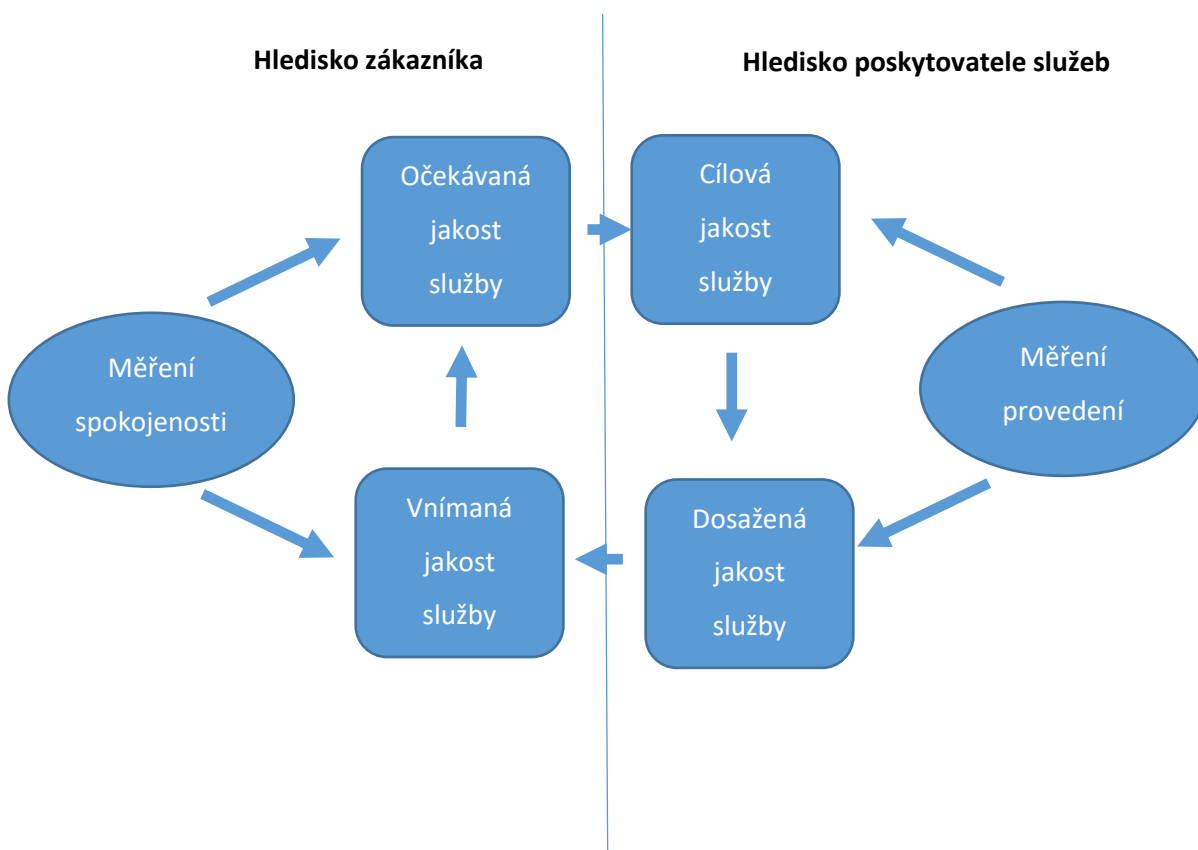 Hledisko zákazníka
Hledisko poskytovatele služeb
Očekávaná
jakost
služby
Cílová
jakost
služby
Měření
spokojenosti
Měření
provedení
Vnímaná
jakost
služby
Dosažená
jakost
služby